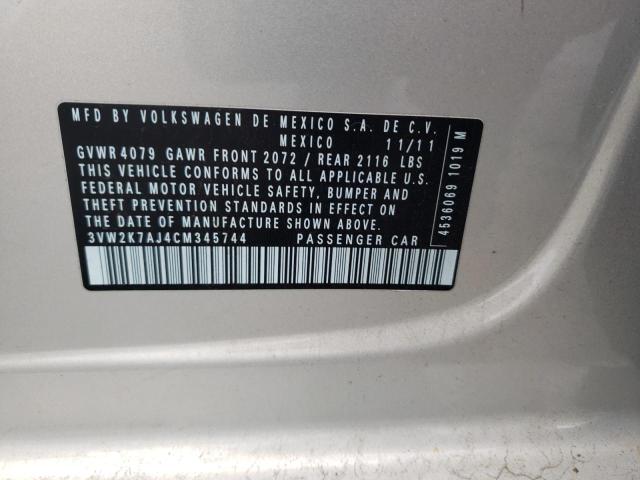 MFD BY VOLKSWAGEN DE MEXICO S.A. DE C.V.
MEXICO 11/11
GVWR 4079 GAWR FRONT 2072 / REAR 2116 LBS
THIS VEHICLE CONFORMS TO ALL APPLICABLE U.S.
FEDERAL MOTOR VEHICLE SAFETY, BUMPER AND
THEFT PREVENTION STANDARDS IN EFFECT ON
THE DATE OF MANUFACTURE SHOWN ABOVE.
3VW2K7AJ4CM345744 PASSENGER CAR
4536069 1019 M